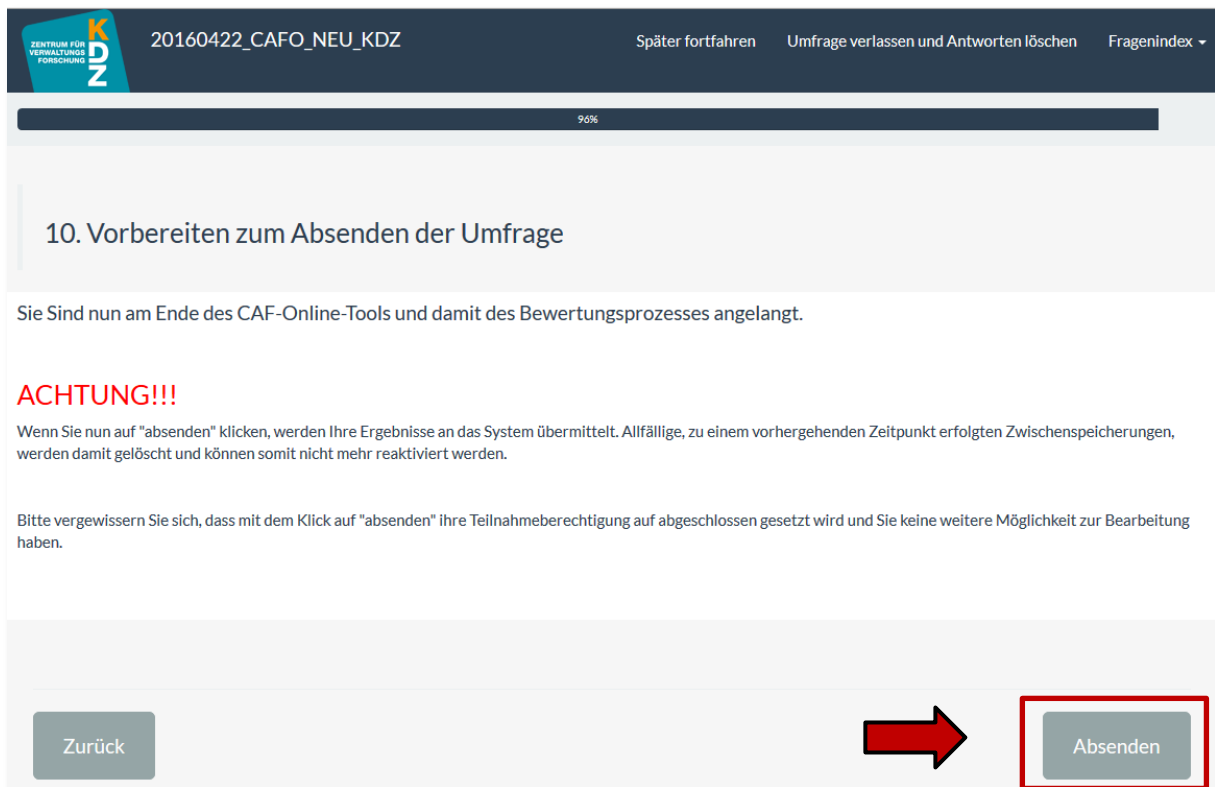 ZENTRUM FÜR
VERWALTUNGS
FORSCHUNG
KDZ
20160422_CAFO_NEU_KDZ
Später fortfahren
Umfrage verlassen und Antworten löschen
Fragenindex
96%
10. Vorbereiten zum Absenden der Umfrage
Sie Sind nun am Ende des CAF-Online-Tools und damit des Bewertungsprozesses angelangt.
ACHTUNG!!!
Wenn Sie nun auf "absenden" klicken, werden Ihre Ergebnisse an das System übermittelt. Allfällige, zu einem vorhergehenden Zeitpunkt erfolgten Zwischenspeicherungen,
werden damit gelöscht und können somit nicht mehr reaktiviert werden.
Bitte vergewissern Sie sich, dass mit dem Klick auf "absenden" ihre Teilnahmeberechtigung auf abgeschlossen gesetzt wird und Sie keine weitere Möglichkeit zur Bearbeitung
haben.
Zurück
Absenden